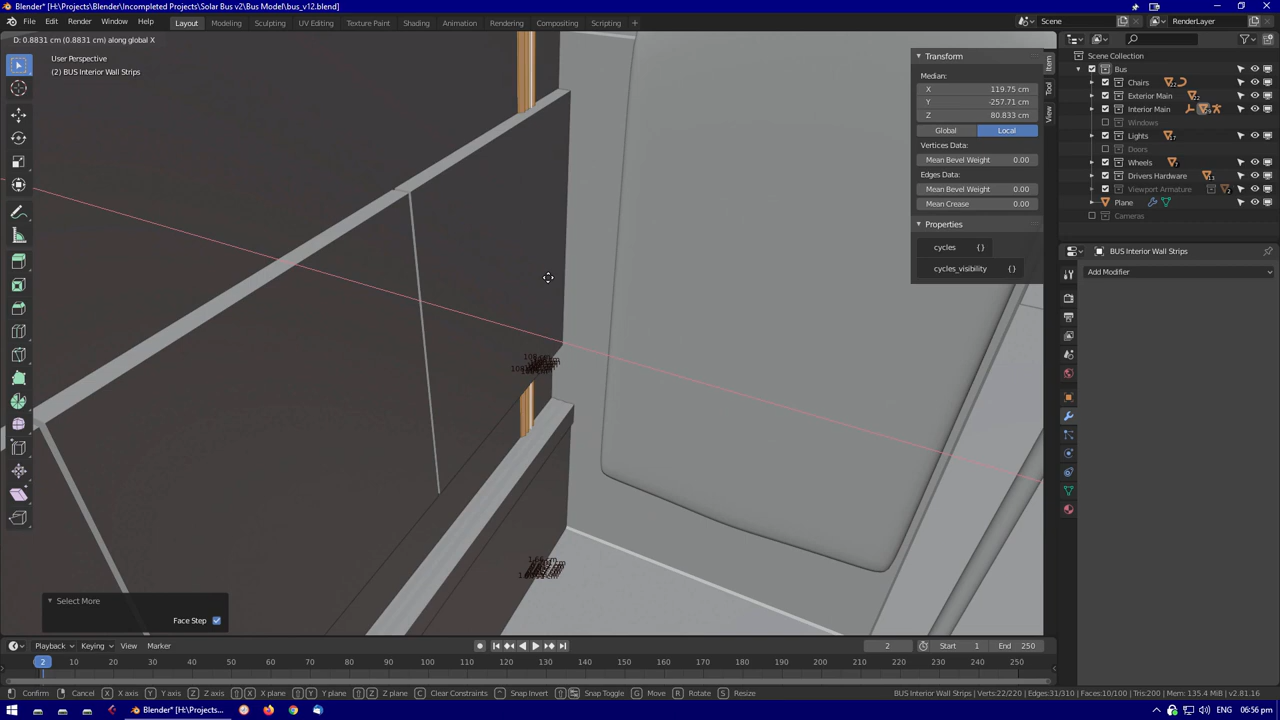 Blender* [H:\Projects\Blender\Incompleted Projects\Solar Bus v2\Bus Model\bus_v12.blend]
File Edit Render Window Help Layout Modeling Sculpting UV Editing Texture Paint Shading Animation Rendering Compositing Scripting Scene RenderLayer
D: 0.8831 cm (0.8831 cm) along global X
User Perspective
(2) BUS Interior Wall Strips
Transform
Median:
X 119.75 cm
Y -257.71 cm
Z 80.833 cm
Global Local
Vertices Data:
Mean Bevel Weight 0.00
Edges Data:
Mean Bevel Weight 0.00
Mean Crease 0.00
Properties
cycles {}
cycles_visibility {}
Item
Tool
View
Scene Collection
Bus
Chairs
Exterior Main
Interior Main
Windows
Lights
Doors
Wheels
Drivers Hardware
Viewport Armature
Plane
Cameras
BUS Interior Wall Strips
Add Modifier
Select More
Face Step
Playback Keying View Marker 2 Start 1 End 250
2 10 20 30 40 50 60 70 80 90 100 110 120 130 140 150 160 170 180 190 200 210 220 230 240 250
Confirm Cancel X X axis Y Y axis Z Z axis X X plane Y Y plane Z Z plane C Clear Constraints Snap Invert Snap Toggle G Move R Rotate S Resize BUS Interior Wall Strips | Verts:22/220 | Edges:31/310 | Faces:10/100 | Tris:200 | Mem: 135.4 MiB | v2.81.16
Blender* [H:\Projects... ENG 06:56 pm